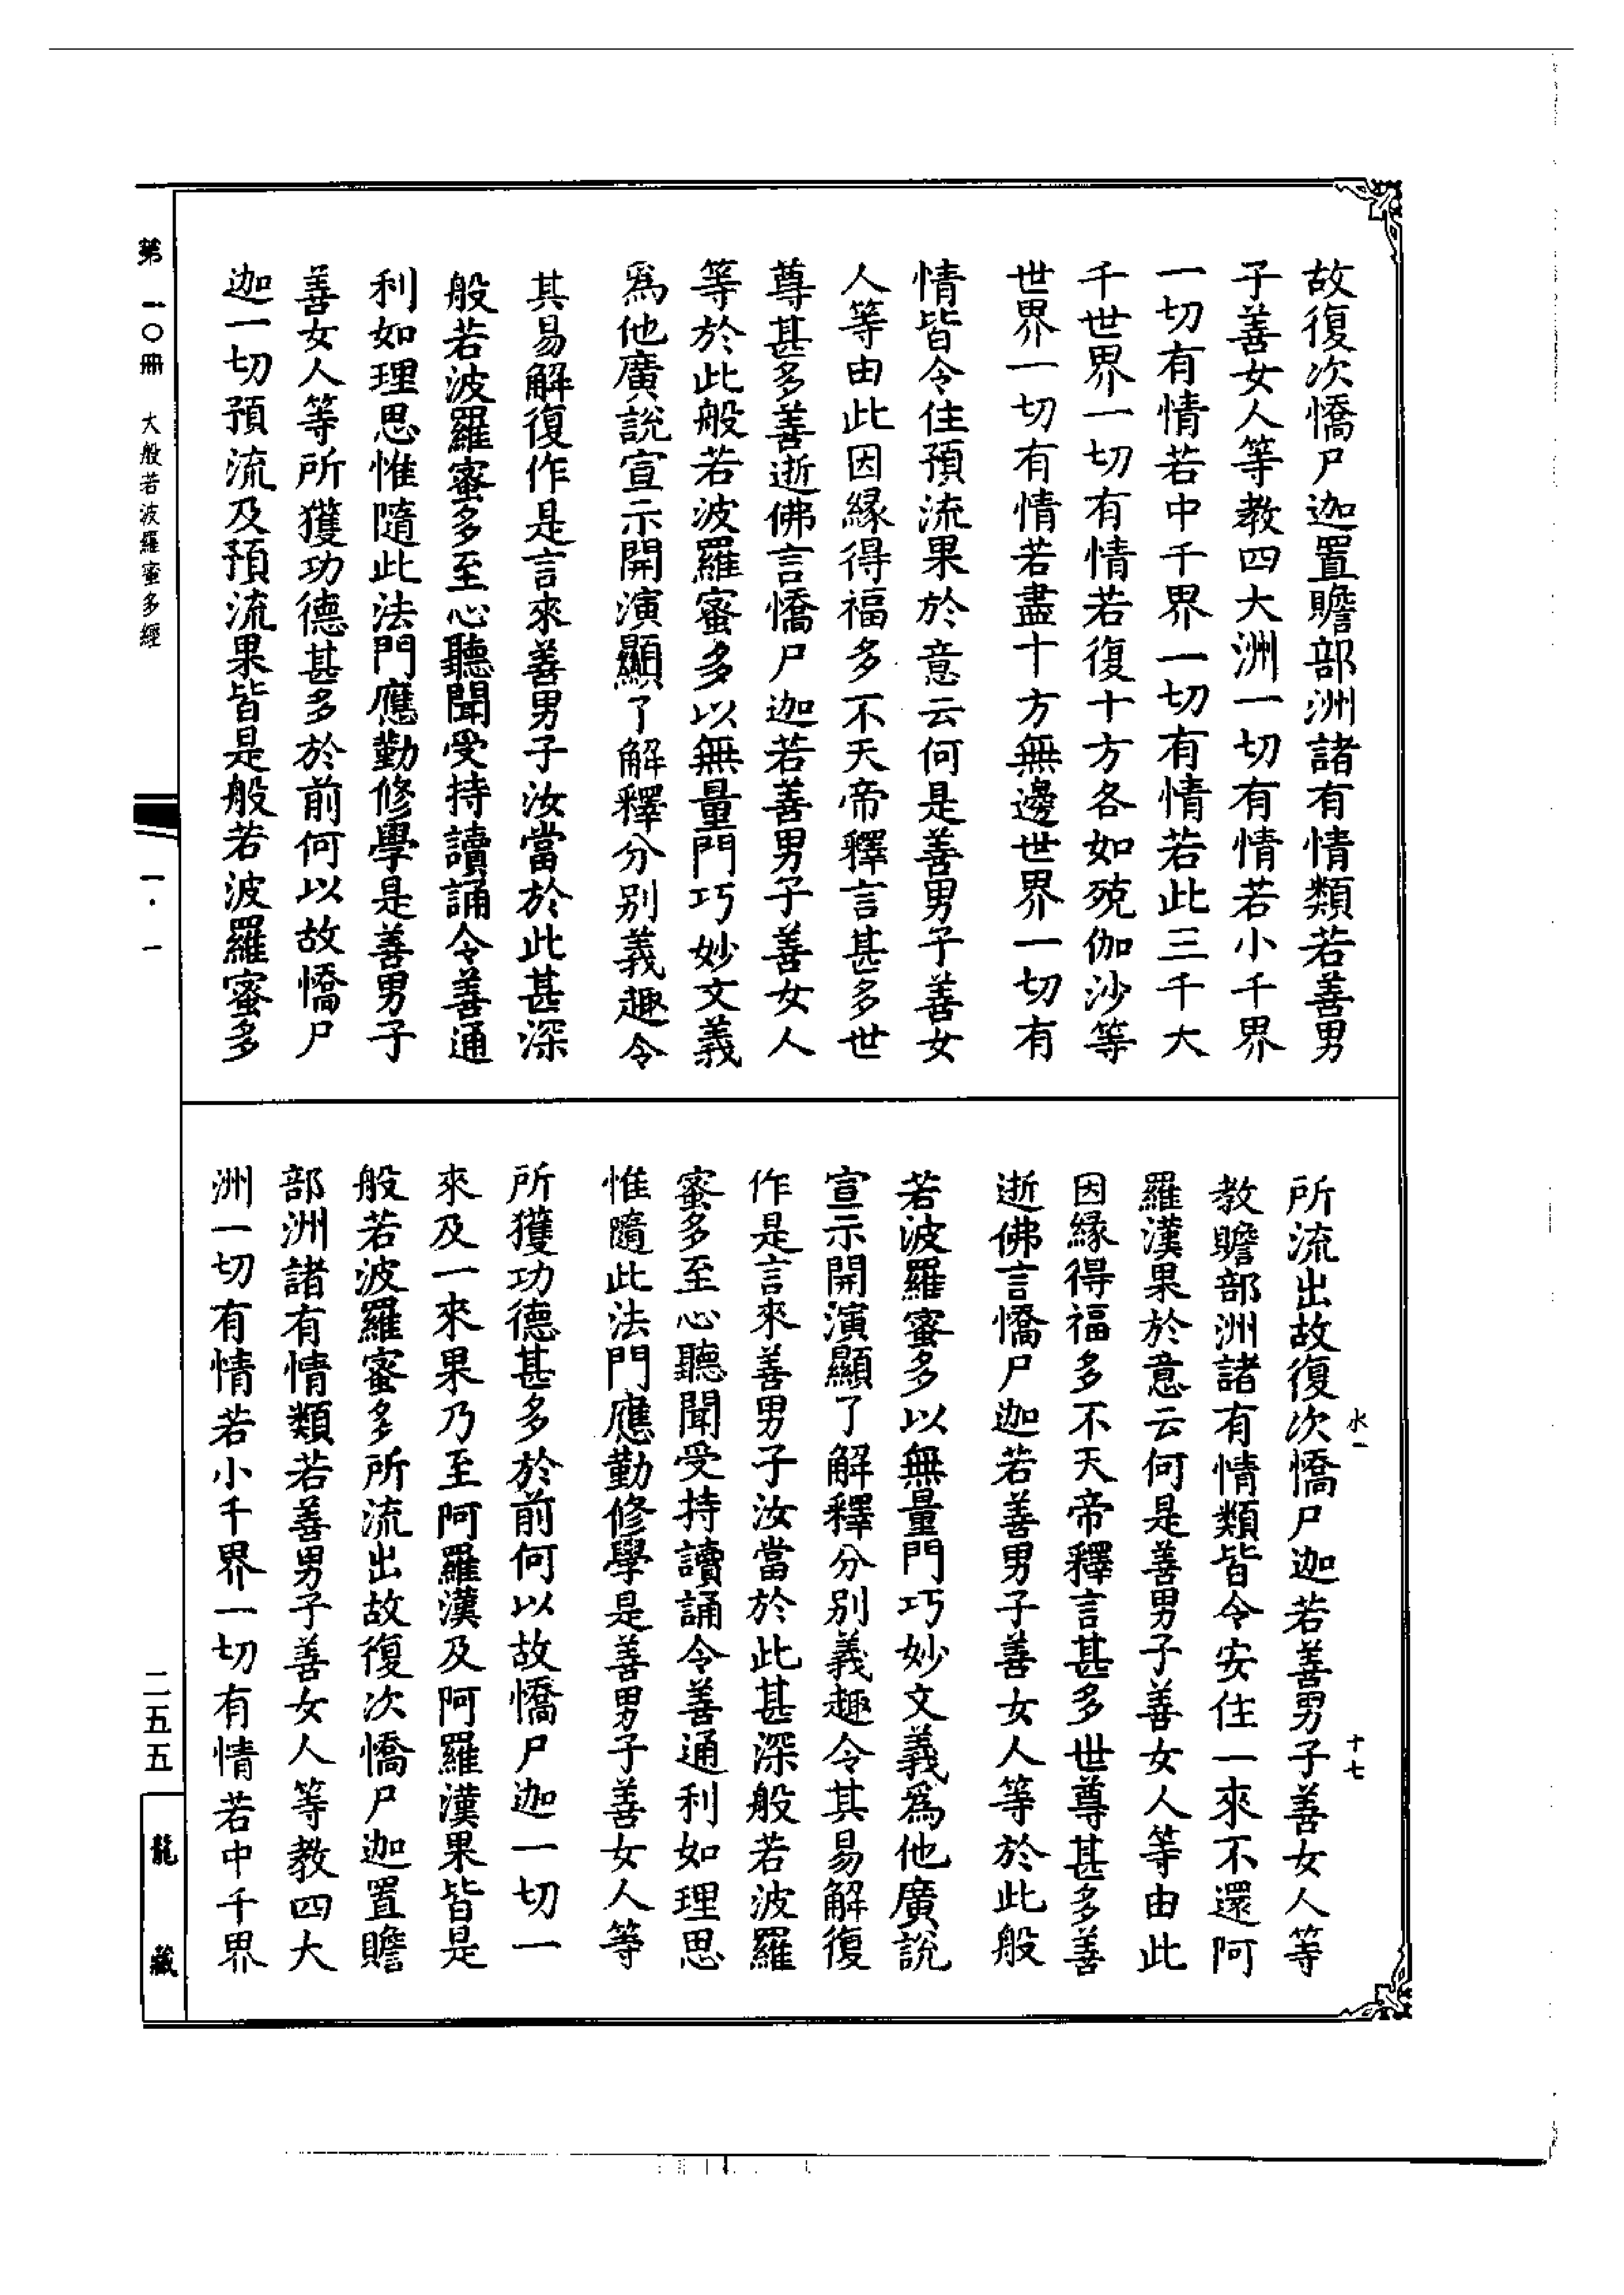 故復次憍尸迦置贍部洲諸有情類若善男
子善女人等教四大洲一切有情若小千界
一切有情若中千界一切有情若此三千大
千世界一切有情若復十方各如殑伽沙等
世界一切有情若盡十方無邊世界一切有
情皆令住預流果於意云何是善男子善女
人等由此因緣得福多不天帝釋言甚多世
尊甚多善逝佛言憍尸迦若善男子善女人
等於此般若波羅蜜多以無量門巧妙文義
爲他廣說宣示開演顯了解釋分別義趣令
其易解復作是言來善男子汝當於此甚深
般若波羅蜜多至心聽聞受持讀誦令善通
利如理思惟隨此法門應勤修學是善男子
善女人等所獲功德甚多於前何以故憍尸
迦一切預流及預流果皆是般若波羅蜜多
所流出故復次憍尸迦若善男子善女人等
教贍部洲諸有情類皆令安住一來不還阿
羅漢果於意云何是善男子善女人等由此
因緣得福多不天帝釋言甚多世尊甚多善
逝佛言憍尸迦若善男子善女人等於此般
若波羅蜜多以無量門巧妙文義爲他廣說
宣示開演顯了解釋分別義趣令其易解復
作是言來善男子汝當於此甚深般若波羅
蜜多至心聽聞受持讀誦令善通利如理思
惟隨此法門應勤修學是善男子善女人等
所獲功德甚多於前何以故憍尸迦一切一
來及一來果乃至阿羅漢及阿羅漢果皆是
般若波羅蜜多所流出故復次憍尸迦置贍
部洲諸有情類若善男子善女人等教四大
洲一切有情若小千界一切有情若中千界
水一 十七
第一〇冊 大般若波羅蜜多經 一·一 二五五
龍藏